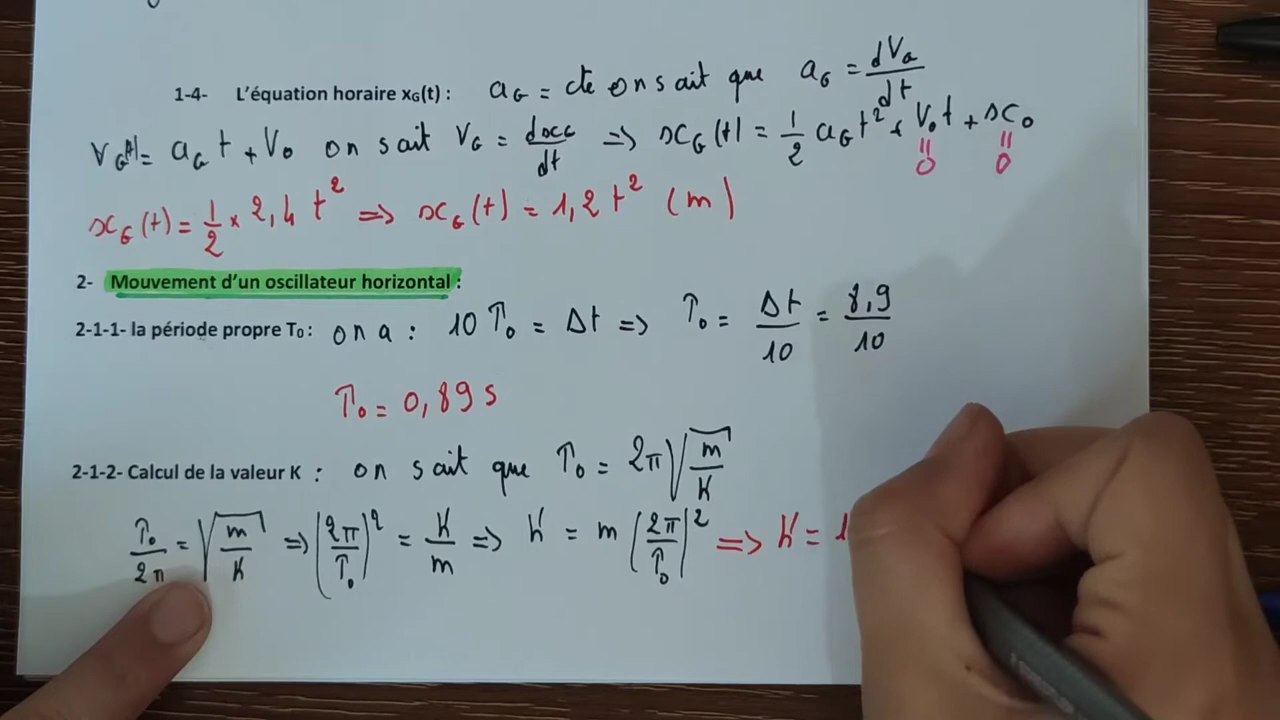 1-4- L'équation horaire xG(t) : aG = cte on sait que aG = dVG/dt
VG(t) = aG t + V0 on sait VG = dxG/dt => xG(t) = 1/2 aG t² + V0 t + x0
= 0 = 0
xG(t) = 1/2 × 2,4 t² => xG(t) = 1,2 t² (m)
2- Mouvement d'un oscillateur horizontal :
2-1-1- la période propre T0 : on a : 10 T0 = Δt => T0 = Δt/10 = 8,9/10
T0 = 0,89 s
2-1-2- Calcul de la valeur K : on sait que T0 = 2π√(m/K)
T0/2π = √(m/K) => (2π/T0)² = K/m => K = m (2π/T0)² => K = 1